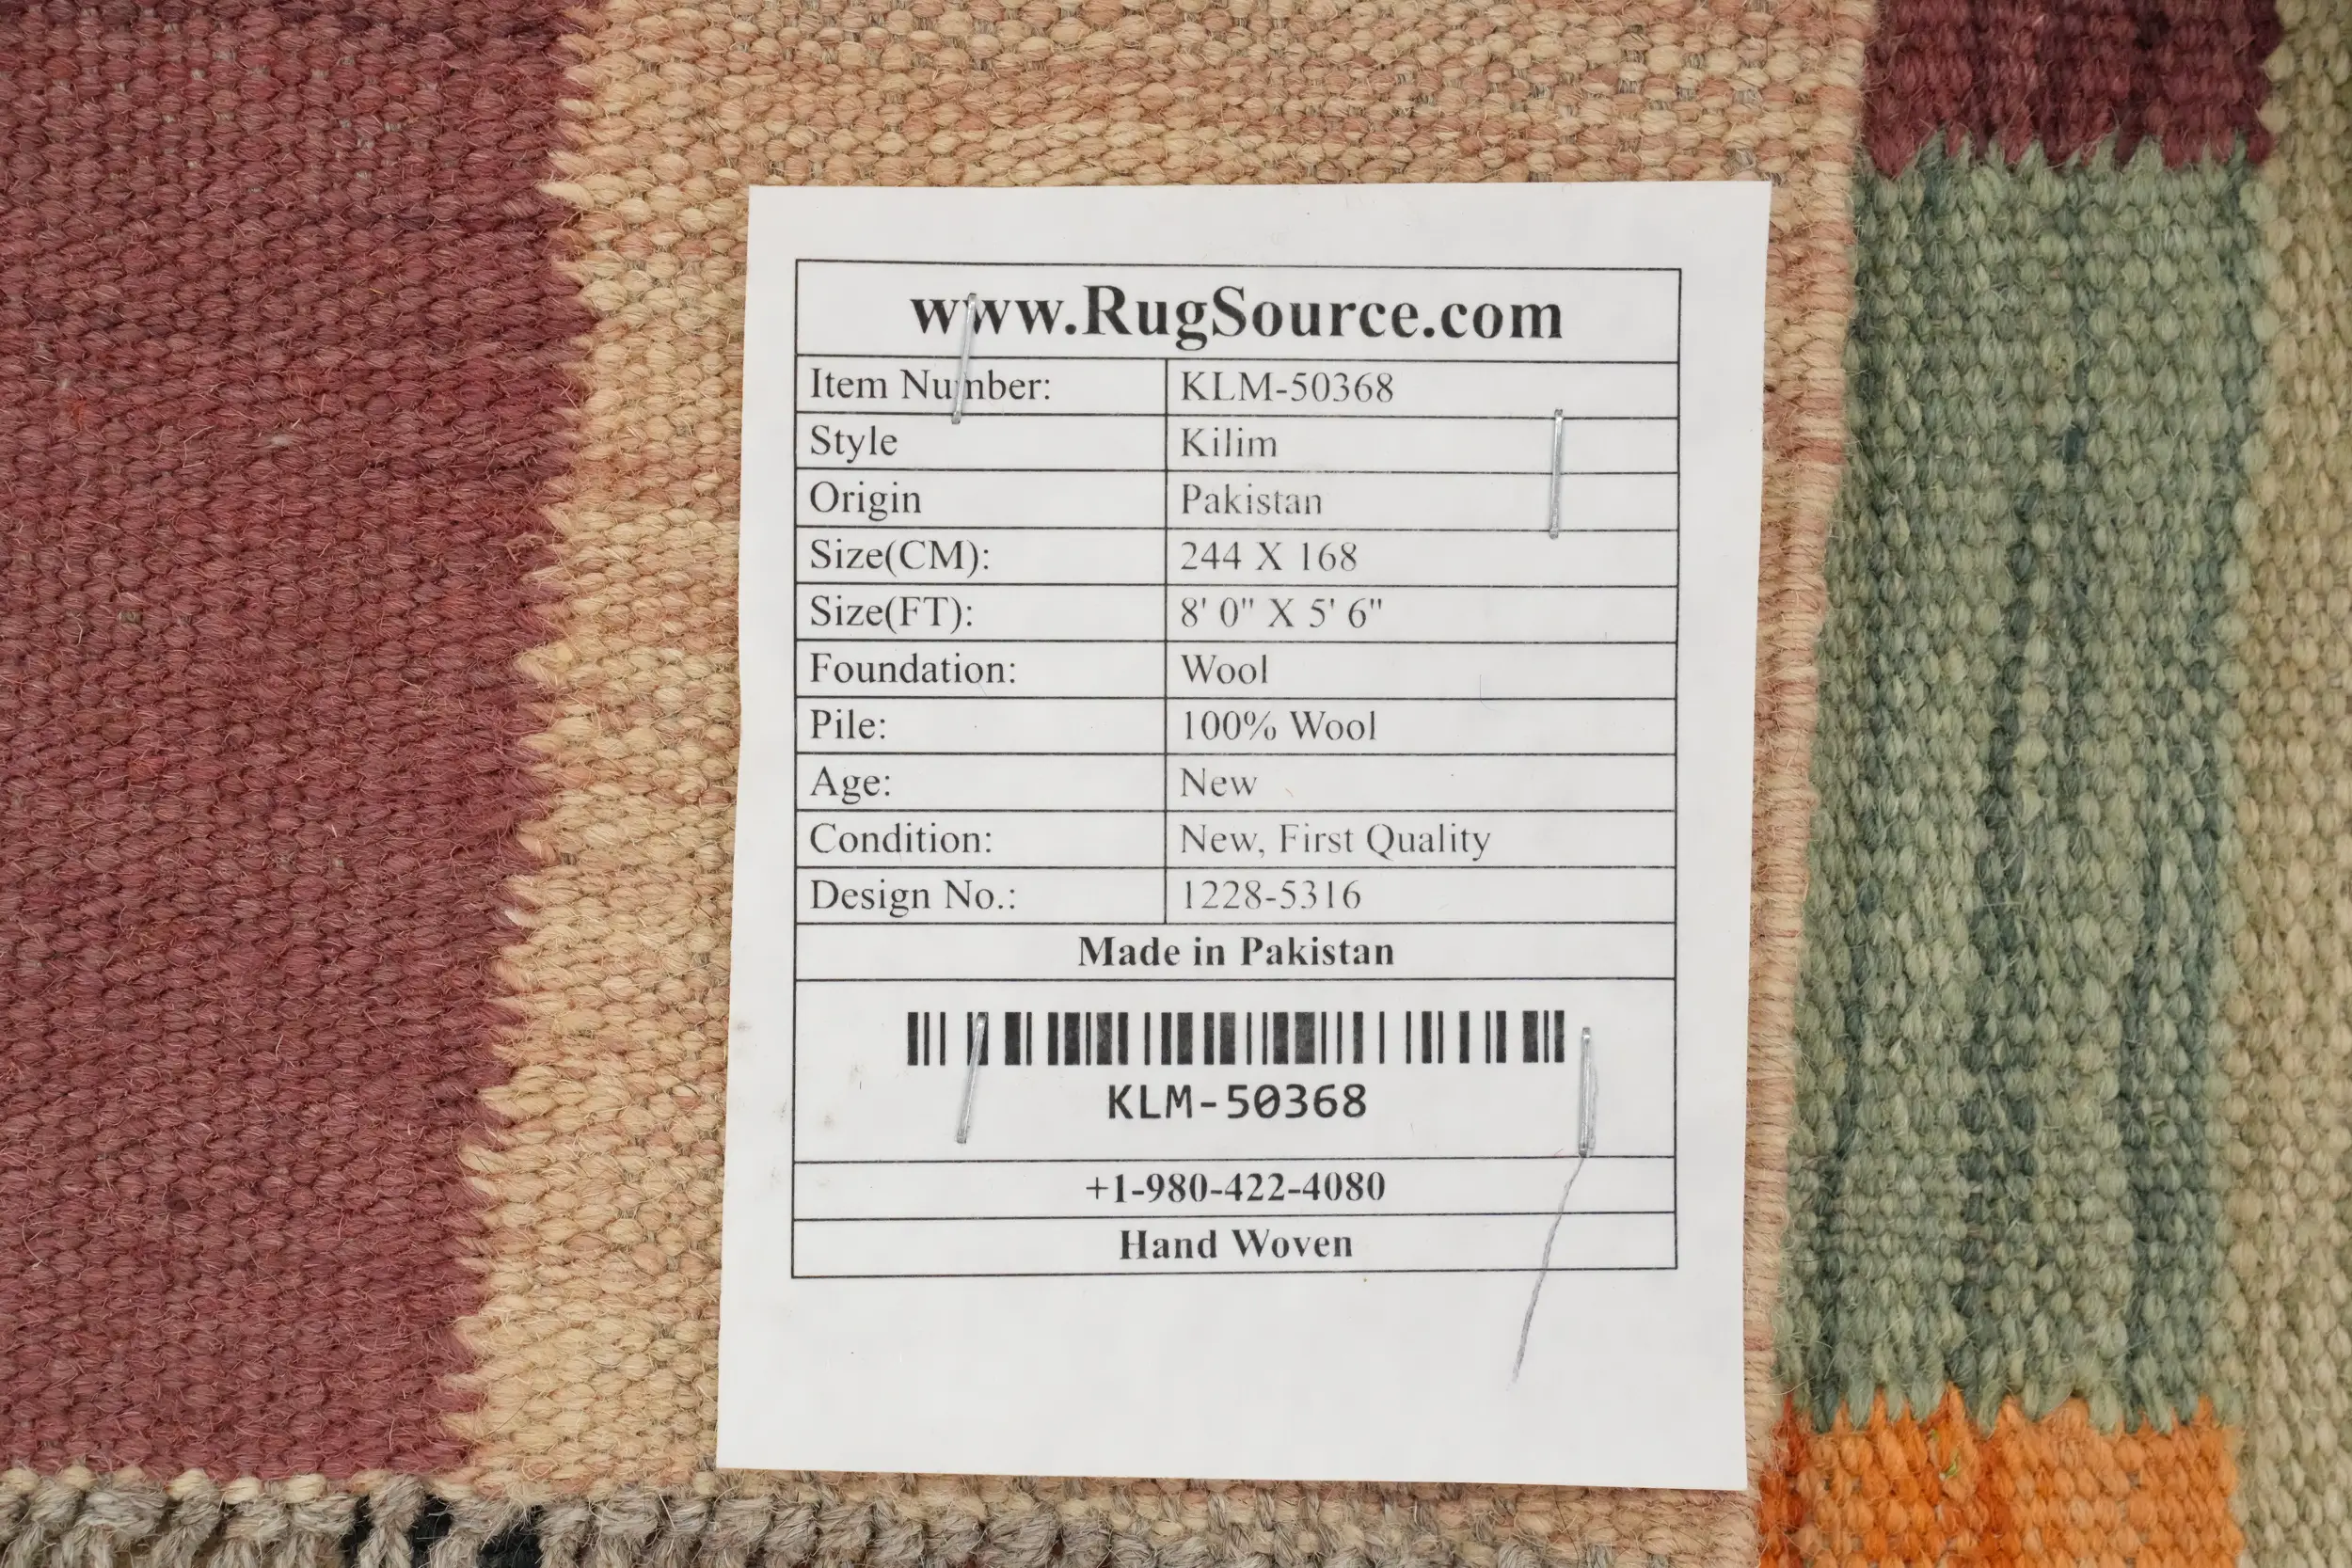 www.RugSource.com
Item Number: KLM-50368
Style Kilim
Origin Pakistan
Size(CM): 244 X 168
Size(FT): 8' 0" X 5' 6"
Foundation: Wool
Pile: 100% Wool
Age: New
Condition: New, First Quality
Design No.: 1228-5316
Made in Pakistan
KLM-50368
+1-980-422-4080
Hand Woven